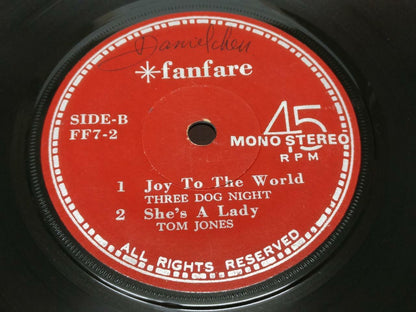 Danielchen
*fanfare
SIDE-B
FF7-2
45
MONO STEREO
RPM
1 Joy To The World
THREE DOG NIGHT
2 She's A Lady
TOM JONES
ALL RIGHTS RESERVED